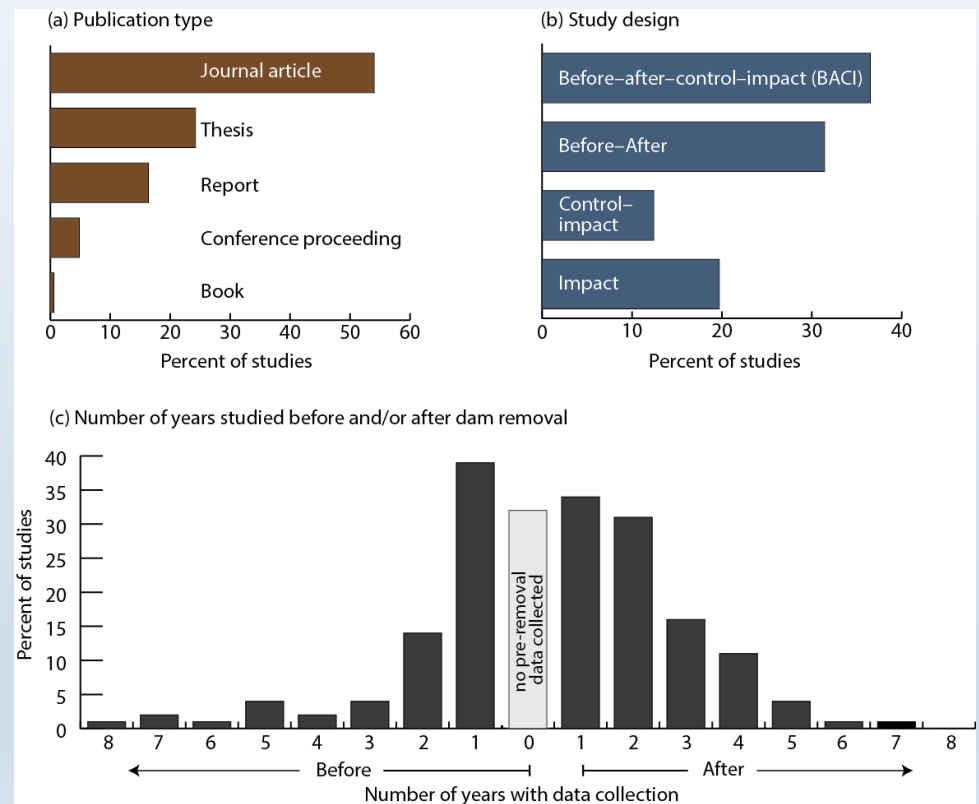 (a) Publication type
Journal article
Thesis
Report
Conference proceeding
Book
0 10 20 30 40 50 60
Percent of studies
(b) Study design
Before–after–control–impact (BACI)
Before–After
Control–
impact
Impact
0 10 20 30 40
Percent of studies
(c) Number of years studied before and/or after dam removal
Percent of studies
40
35
30
25
20
15
10
5
0
no pre-removal
data collected
8 7 6 5 4 3 2 1 0 1 2 3 4 5 6 7 8
Before After
Number of years with data collection